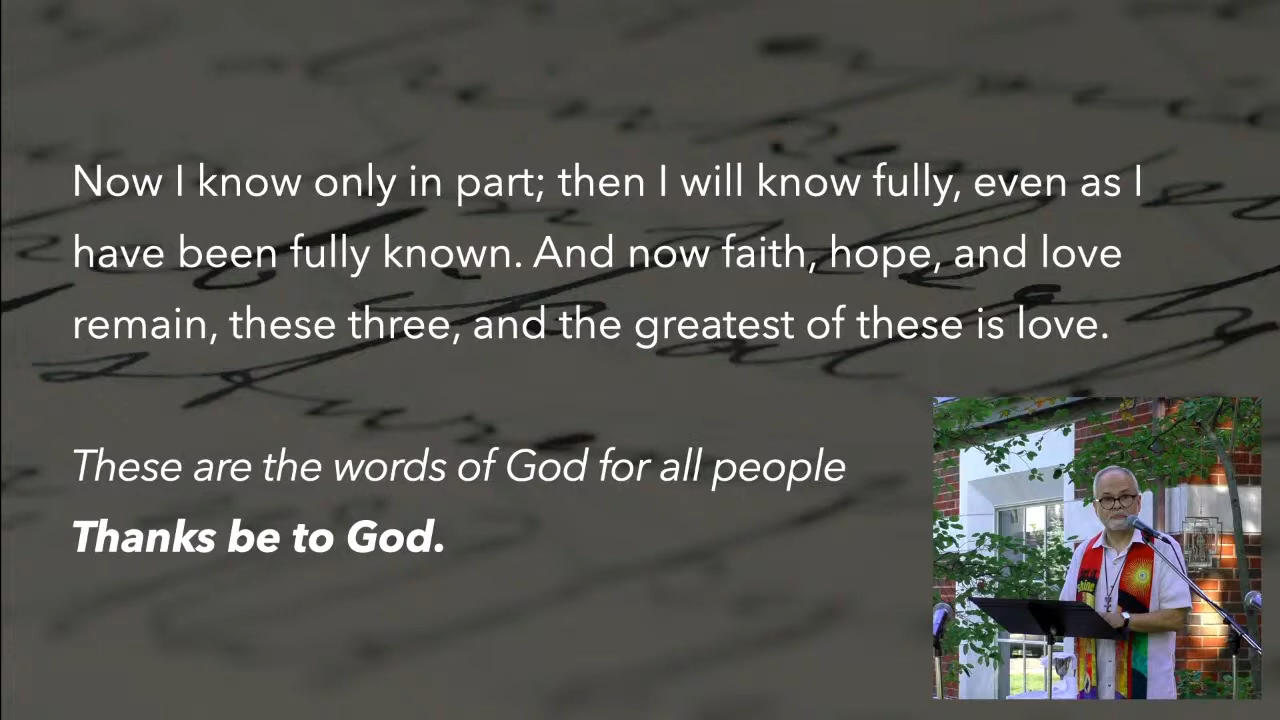 Now I know only in part; then I will know fully, even as I
have been fully known. And now faith, hope, and love
remain, these three, and the greatest of these is love.
These are the words of God for all people
Thanks be to God.